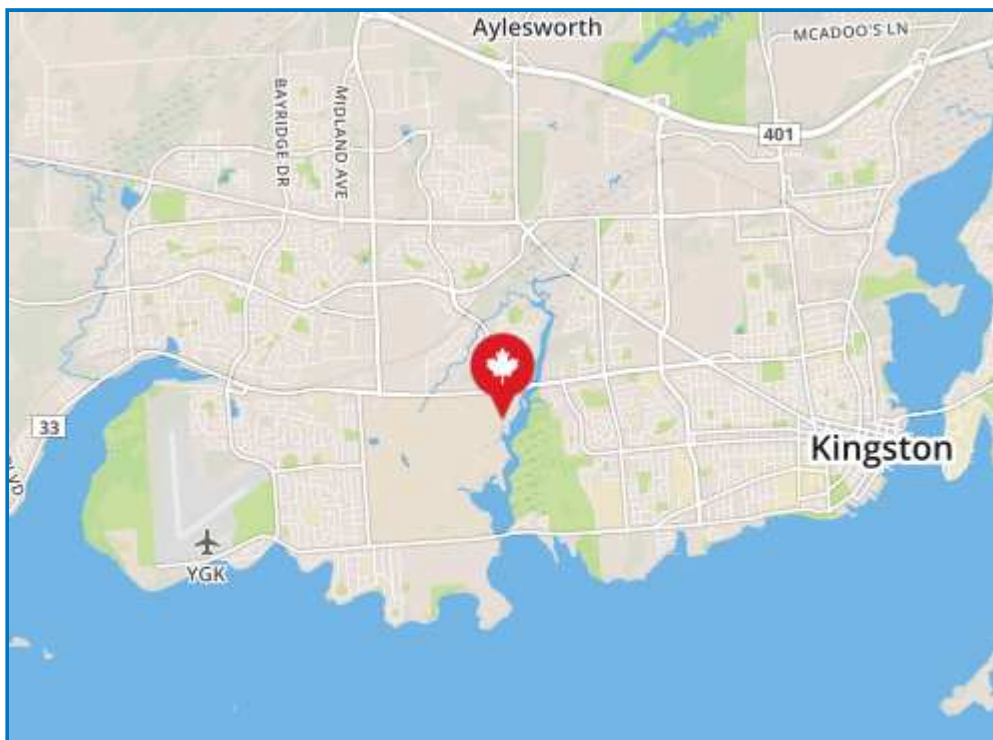 Aylesworth
MCADOO'S LN
BAYRIDGE DR
MIDLAND AVE
401
33
Kingston
YGK